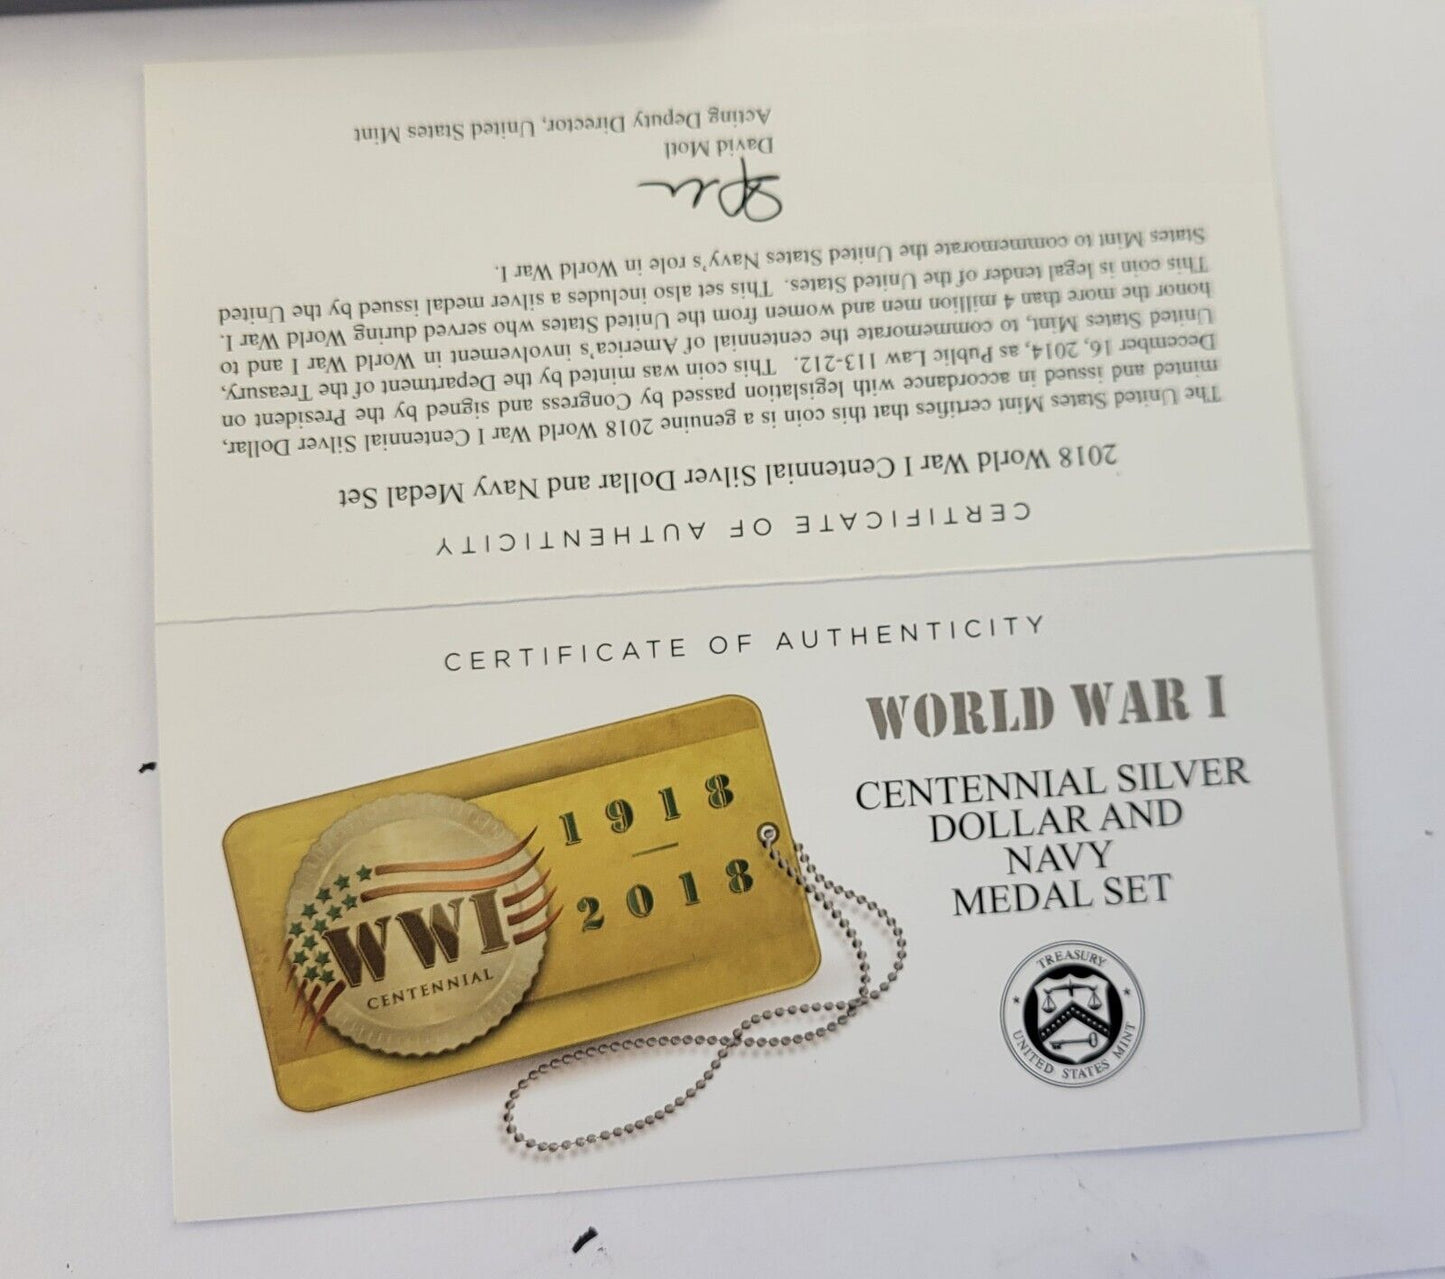 CERTIFICATE OF AUTHENTICITY
2018 World War I Centennial Silver Dollar and Navy Medal Set
The United States Mint certifies that this coin is a genuine 2018 World War I Centennial Silver Dollar,
minted and issued in accordance with legislation passed by Congress and signed by the President on
December 16, 2014, as Public Law 113-212. This coin was minted by the Department of the Treasury,
United States Mint, to commemorate the centennial of America's involvement in World War I and to
honor the more than 4 million men and women from the United States who served during World War I.
This coin is legal tender of the United States. This set also includes a silver medal issued by the United
States Mint to commemorate the United States Navy's role in World War I.
David Motl
Acting Deputy Director, United States Mint
CERTIFICATE OF AUTHENTICITY
WORLD WAR I
CENTENNIAL SILVER
DOLLAR AND
NAVY
MEDAL SET
1918
2018
WWI
CENTENNIAL
TREASURY
UNITED STATES MINT